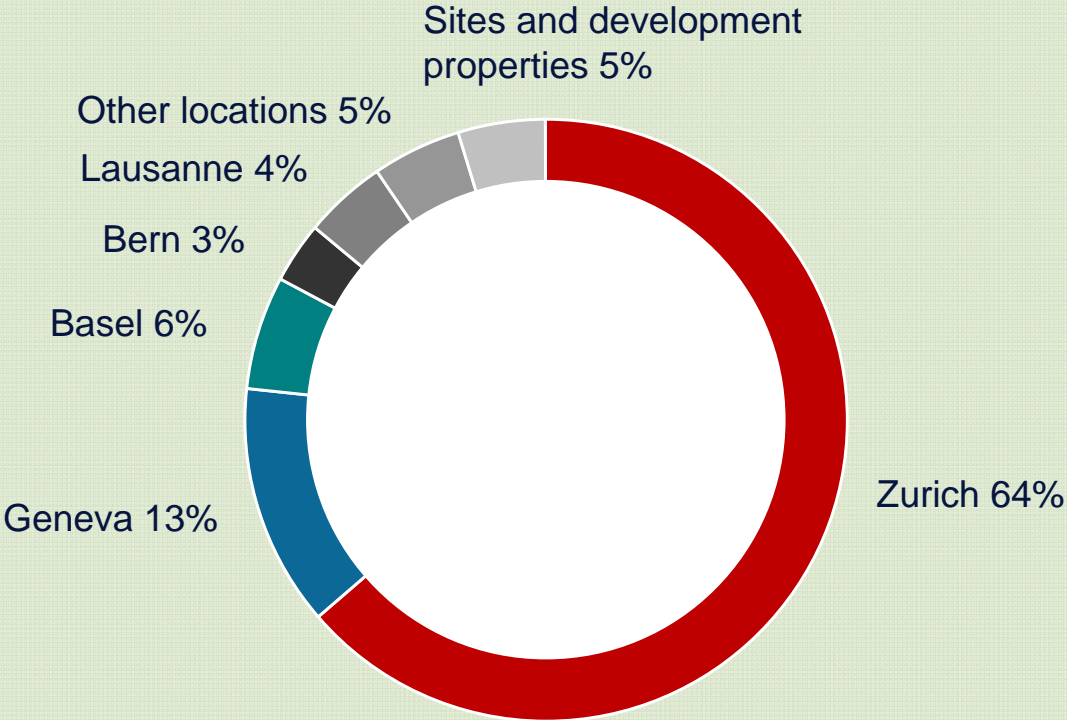 Sites and development
properties 5%
Other locations 5%
Lausanne 4%
Bern 3%
Basel 6%
Geneva 13%
Zurich 64%